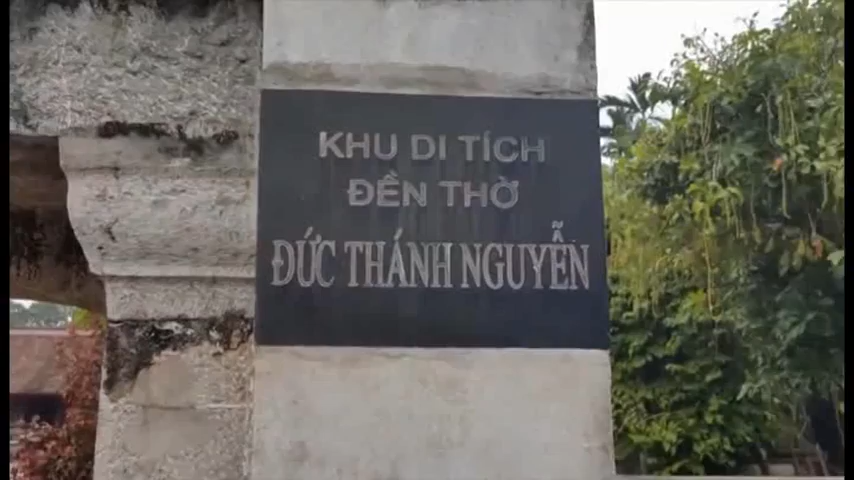 KHU DI TÍCH
ĐỀN THỜ
ĐỨC THÁNH NGUYỄN